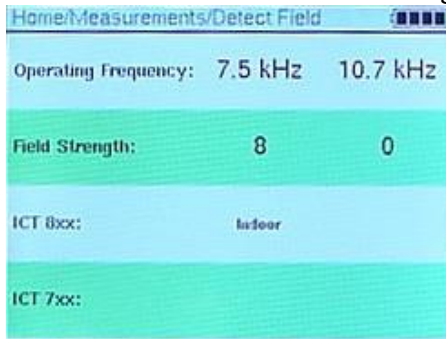 Home/Measurements/Detect Field
Operating Frequency: 7.5 kHz 10.7 kHz
Field Strength: 8 0
ICT 8xx: Indoor
ICT 7xx: